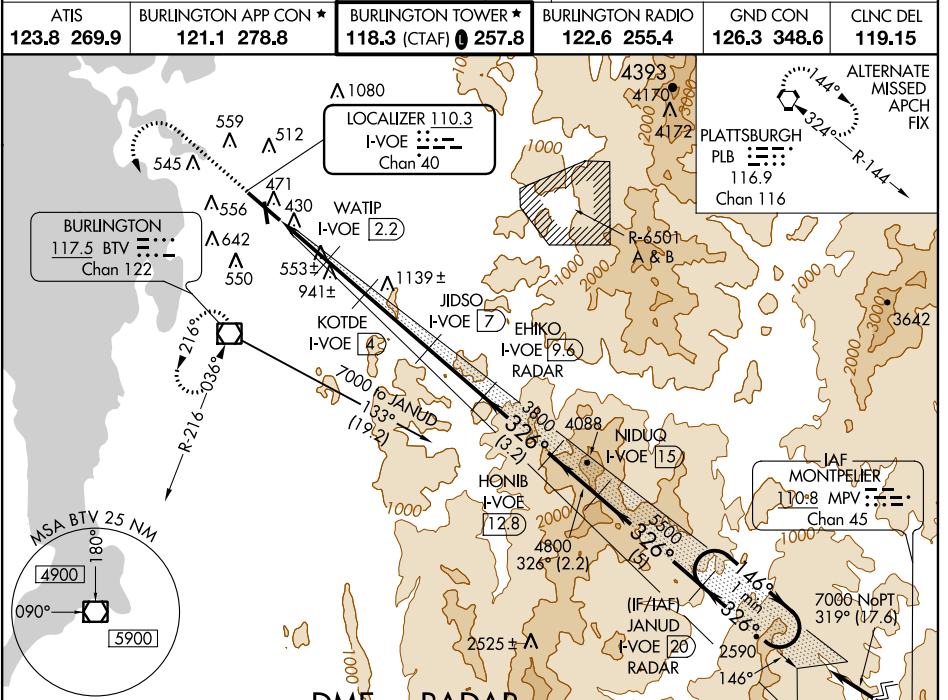 ATIS
123.8 269.9
BURLINGTON APP CON ★
121.1 278.8
BURLINGTON TOWER ★
118.3 (CTAF) L 257.8
BURLINGTON RADIO
122.6 255.4
GND CON
126.3 348.6
CLNC DEL
119.15
1080
559
512
545
LOCALIZER 110.3
I-VOE
Chan 40
4393
4170
4172
3000
2000
1000
144°
324°
ALTERNATE
MISSED
APCH
FIX
PLATTSBURGH
PLB
116.9
Chan 116
R-144
471
430
556
642
550
BURLINGTON
117.5 BTV
Chan 122
WATIP
I-VOE 2.2
553±
941±
1139±
R-6501
A & B
1000
2000
1000
3000
2000
3642
KOTDE
I-VOE 4
JIDSO
I-VOE 7
EHIKO
I-VOE 9.6
RADAR
216°
036°
R-216
7000 to JANUD
133°
(19.2)
3800
326°
(3.2)
4088
NIDUQ
I-VOE 15
HONIB
I-VOE
12.8
1000
2000
4800
326° (2.2)
5500
326°
(5)
IAF
MONTPELIER
110.8 MPV
Chan 45
1000
MSA BTV 25 NM
180°
4900
090°
5900
146°
1 min
326°
7000 NoPT
319° (17.6)
(IF/IAF)
JANUD
I-VOE 20
RADAR
2590
146°
2525±
1000
DME RADAR